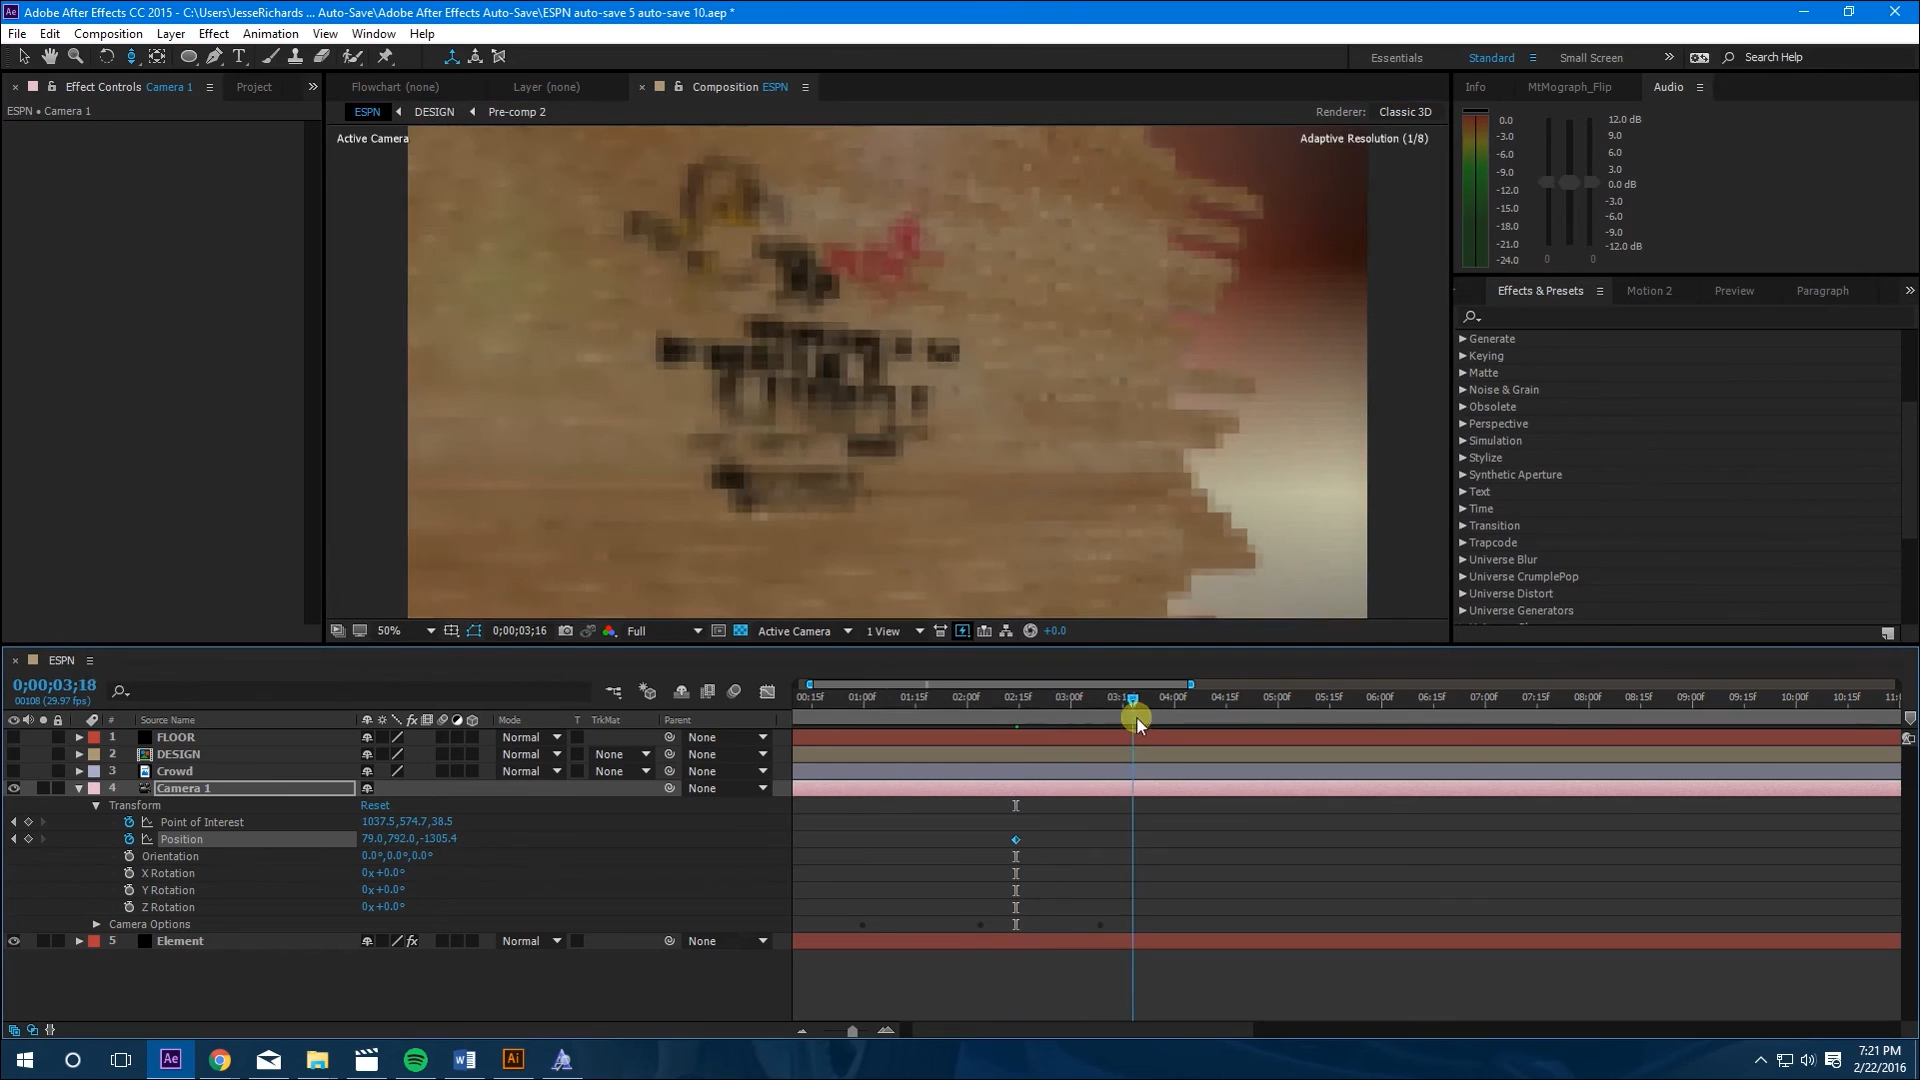 Adobe After Effects CC 2015 - C:\Users\JesseRichards ... Auto-Save\Adobe After Effects Auto-Save\ESPN auto-save 5 auto-save 10.aep *
File Edit Composition Layer Effect Animation View Window Help
Essentials Standard Small Screen Search Help
Effect Controls Camera 1 Project
Flowchart (none) Layer (none) Composition ESPN
Info MtMograph_Flip Audio
ESPN • Camera 1
ESPN DESIGN Pre-comp 2 Renderer: Classic 3D
Active Camera Adaptive Resolution (1/8)
0.0 12.0 dB
-3.0 9.0
-6.0 6.0
-9.0 3.0
-12.0 0.0 dB
-15.0 -3.0
-18.0 -6.0
-21.0 -9.0
-24.0 -12.0 dB
0 0
Effects & Presets Motion 2 Preview Paragraph
Generate
Keying
Matte
Noise & Grain
Obsolete
Perspective
Simulation
Stylize
Synthetic Aperture
Text
Time
Transition
Trapcode
Universe Blur
Universe CrumplePop
Universe Distort
Universe Generators
50% 0;00;03;16 Full Active Camera 1 View +0.0
ESPN
0;00;03;18
00108 (29.97 fps)
00:15f 01:00f 01:15f 02:00f 02:15f 03:00f 03:15f 04:00f 04:15f 05:00f 05:15f 06:00f 06:15f 07:00f 07:15f 08:00f 08:15f 09:00f 09:15f 10:00f 10:15f
# Source Name Mode T TrkMat Parent
1 FLOOR Normal None
2 DESIGN Normal None None
3 Crowd Normal None None
4 Camera 1 None
Transform Reset
Point of Interest 1037.5,574.7,38.5
Position 79.0,792.0,-1305.4
Orientation 0.0°,0.0°,0.0°
X Rotation 0x+0.0°
Y Rotation 0x+0.0°
Z Rotation 0x+0.0°
Camera Options
5 Element Normal None
7:21 PM
2/22/2016